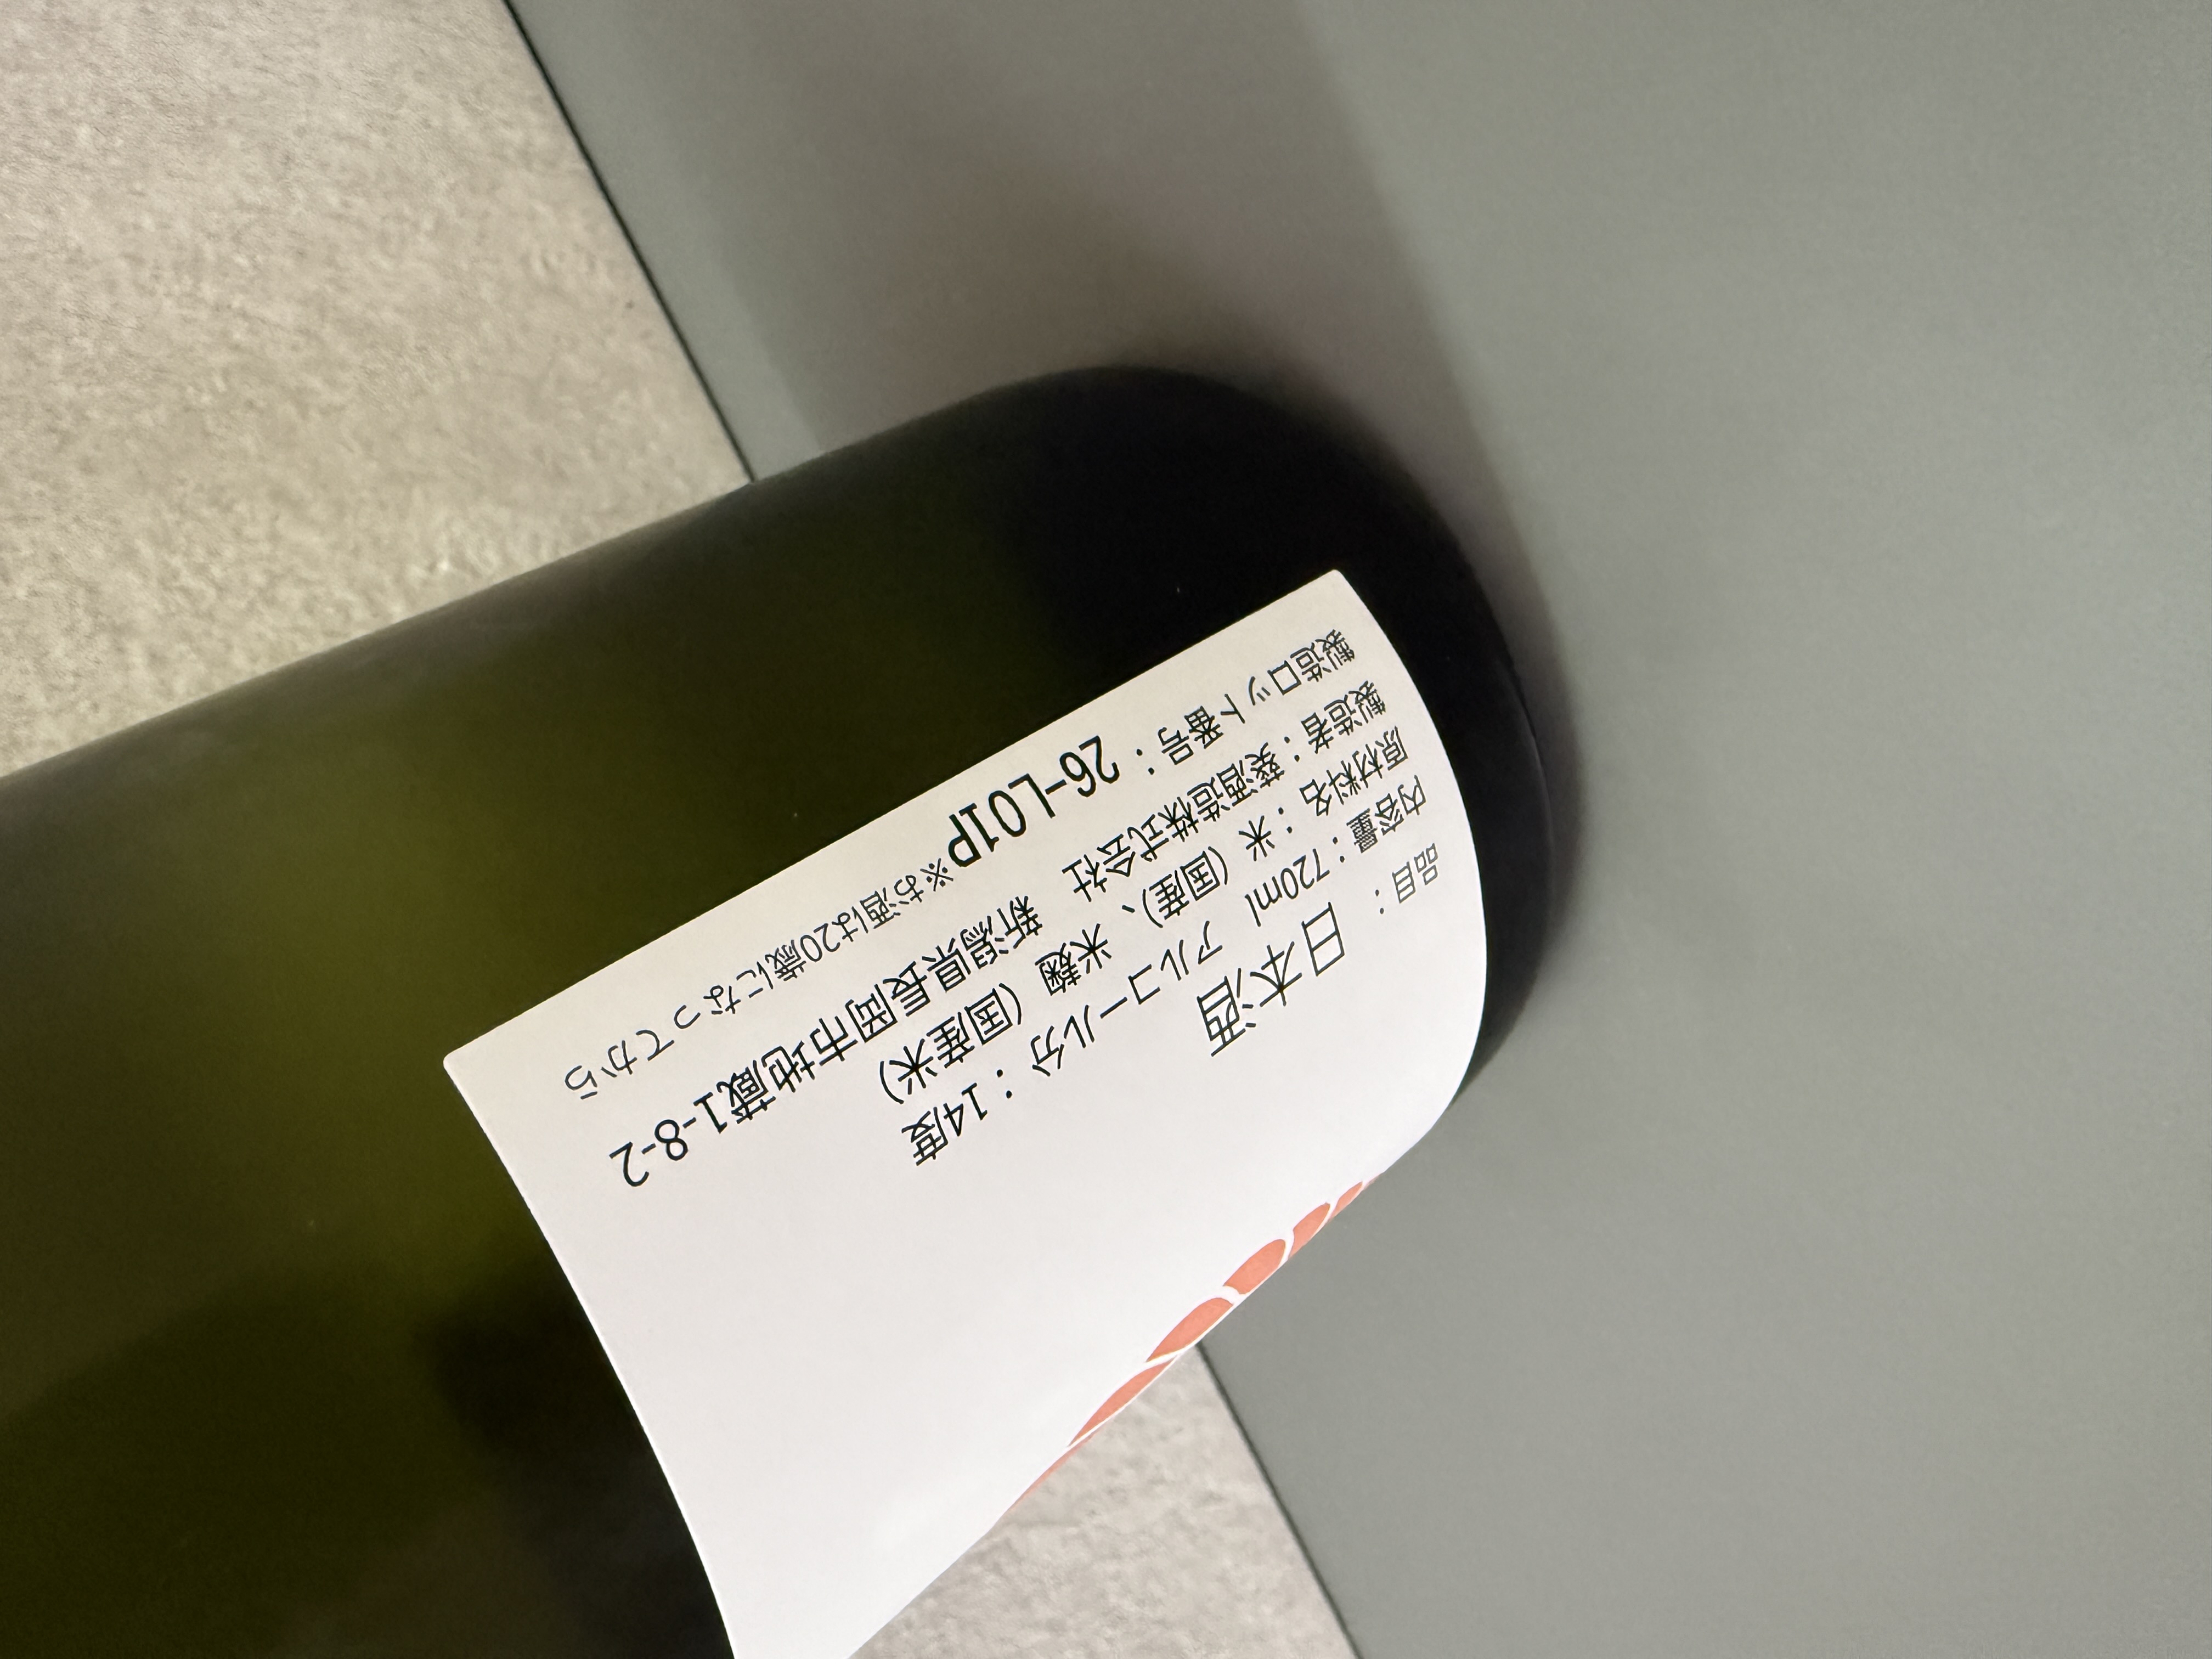 品目：日本酒
内容量：720ml アルコール分：14度
原材料名：米（国産）、米麹（国産米）
製造者：葵酒造株式会社 新潟県長岡市地蔵1-8-2
製造ロット番号：26-L01P ※お酒は20歳になってから